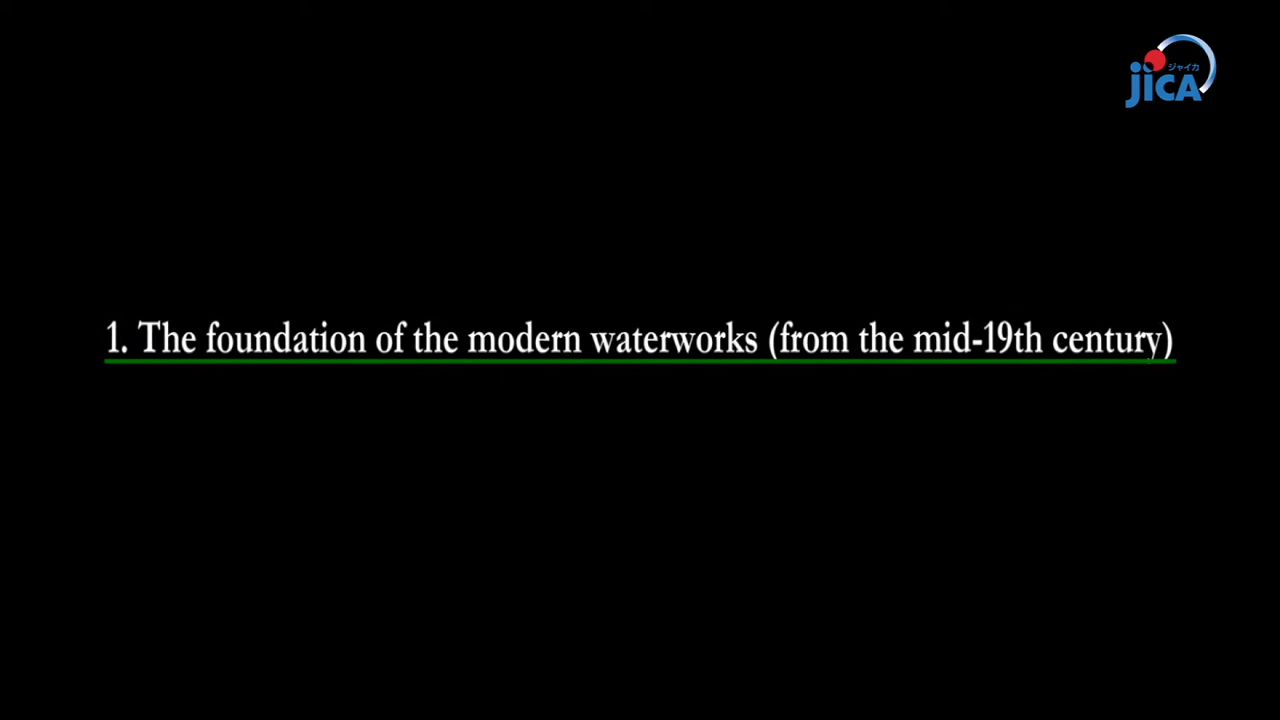 ジャイカ
JICA
1. The foundation of the modern waterworks (from the mid-19th century)